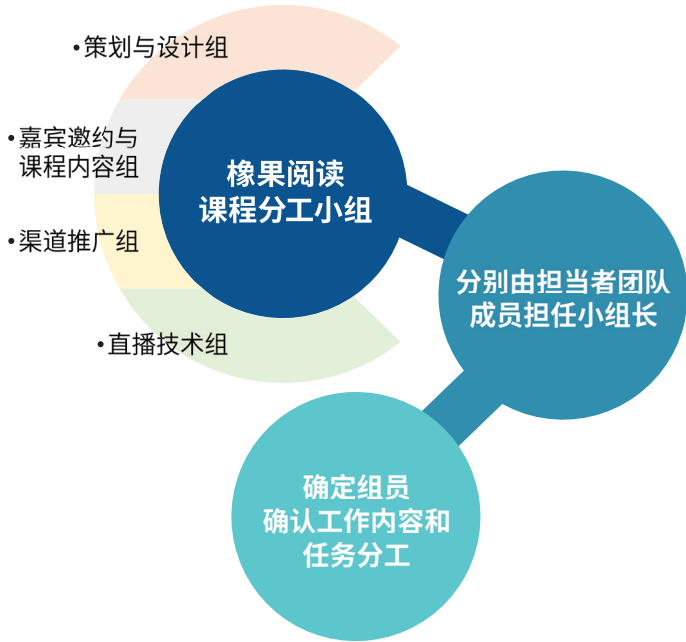 •策划与设计组
•嘉宾邀约与
课程内容组
•渠道推广组
•直播技术组
橡果阅读
课程分工小组
分别由担当者团队
成员担任小组长
确定组员
确认工作内容和
任务分工